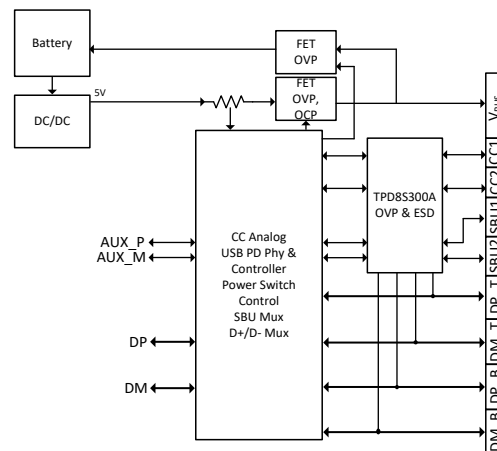 Battery
FET
OVP
DC/DC
5V
FET
OVP,
OCP
VBUS
CC Analog
USB PD Phy &
Controller
Power Switch
Control
SBU Mux
D+/D- Mux
TPD8S300A
OVP & ESD
AUX_P
AUX_M
DP
DM
CC1
CC2
SBU1
SBU2
DP_T
DM_T
DP_B
DM_B